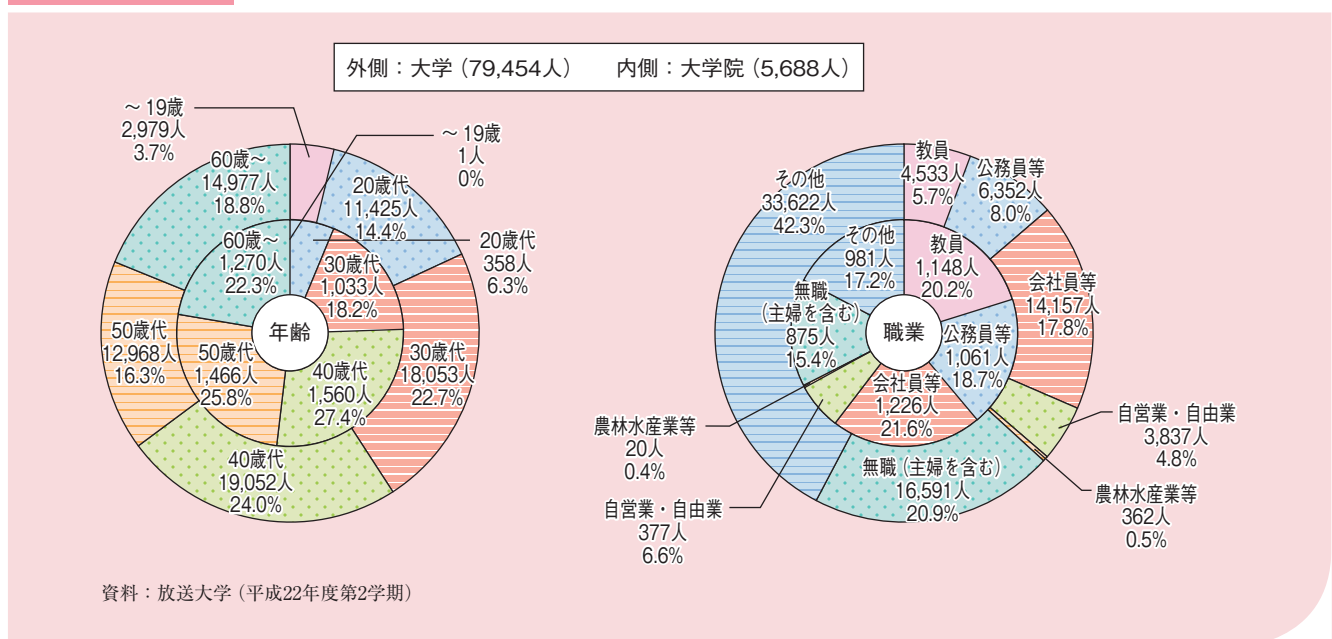 外側：大学（79,454人）　内側：大学院（5,688人）
～19歳
2,979人
3.7%
～19歳
1人
0%
20歳代
11,425人
14.4%
20歳代
358人
6.3%
30歳代
1,033人
18.2%
30歳代
18,053人
22.7%
40歳代
1,560人
27.4%
40歳代
19,052人
24.0%
50歳代
1,466人
25.8%
50歳代
12,968人
16.3%
60歳～
1,270人
22.3%
60歳～
14,977人
18.8%
年齢
教員
4,533人
5.7%
公務員等
6,352人
8.0%
教員
1,148人
20.2%
会社員等
14,157人
17.8%
公務員等
1,061人
18.7%
自営業・自由業
3,837人
4.8%
農林水産業等
362人
0.5%
会社員等
1,226人
21.6%
無職（主婦を含む）
16,591人
20.9%
自営業・自由業
377人
6.6%
農林水産業等
20人
0.4%
無職
（主婦を含む）
875人
15.4%
その他
981人
17.2%
その他
33,622人
42.3%
職業
資料：放送大学（平成22年度第2学期）